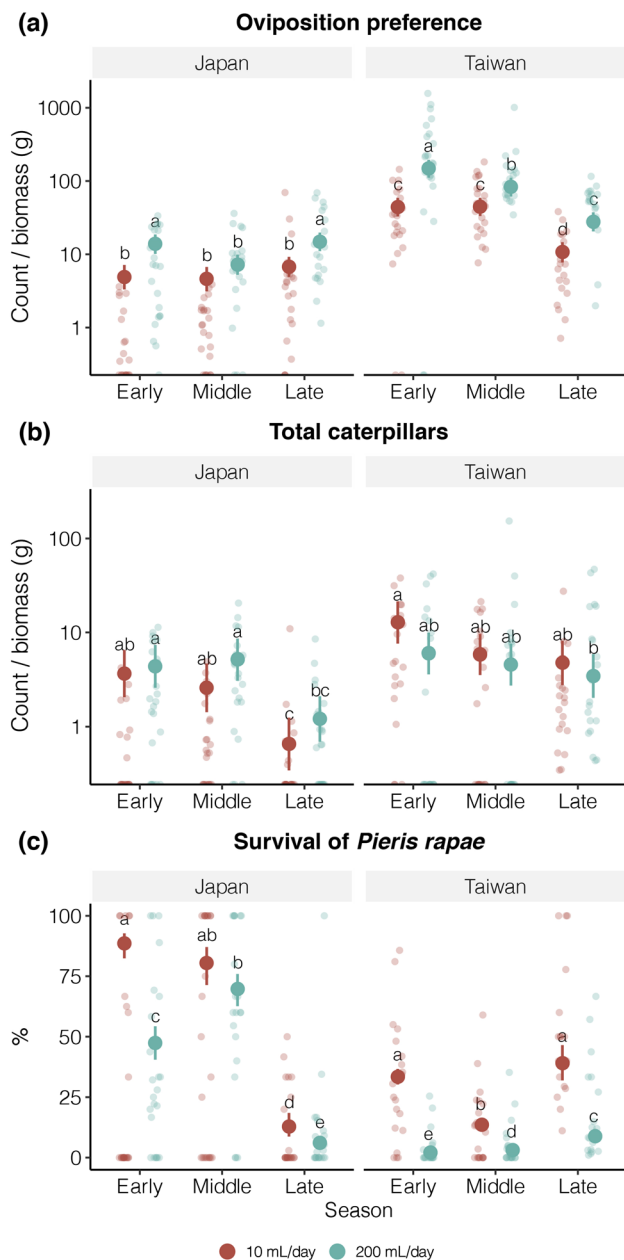 (a) Oviposition preference
Japan Taiwan
Count / biomass (g)
1000
100
10
1
b a b b b a
c a c b d c
Early Middle Late Early Middle Late
(b) Total caterpillars
Japan Taiwan
Count / biomass (g)
100
10
1
ab a ab a c bc
a ab ab ab ab b
Early Middle Late Early Middle Late
(c) Survival of Pieris rapae
Japan Taiwan
%
100
75
50
25
0
a c ab b d e
a e b d a c
Early Middle Late Early Middle Late
Season
10 mL/day 200 mL/day